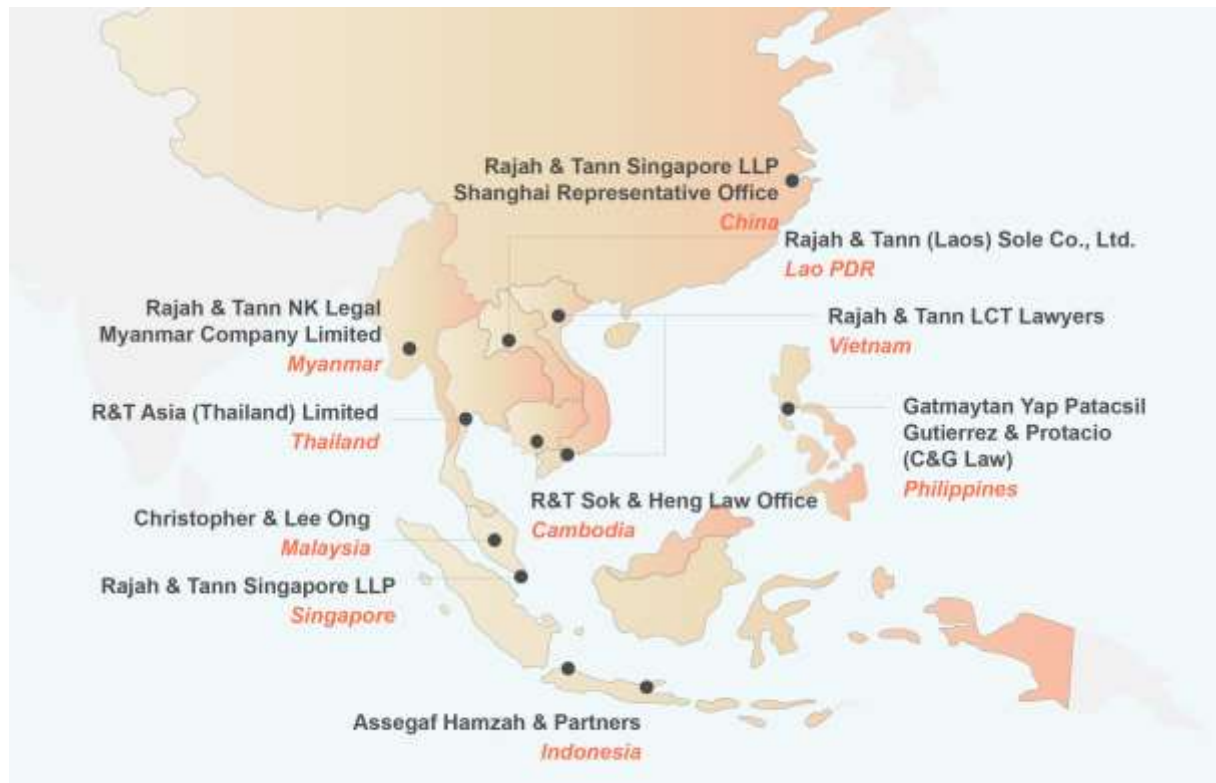 Rajah & Tann Singapore LLP
Shanghai Representative Office
China
Rajah & Tann (Laos) Sole Co., Ltd.
Lao PDR
Rajah & Tann NK Legal
Myanmar Company Limited
Myanmar
Rajah & Tann LCT Lawyers
Vietnam
R&T Asia (Thailand) Limited
Thailand
Gatmaytan Yap Patacsil
Gutierrez & Protacio
(C&G Law)
Philippines
R&T Sok & Heng Law Office
Cambodia
Christopher & Lee Ong
Malaysia
Rajah & Tann Singapore LLP
Singapore
Assegaf Hamzah & Partners
Indonesia